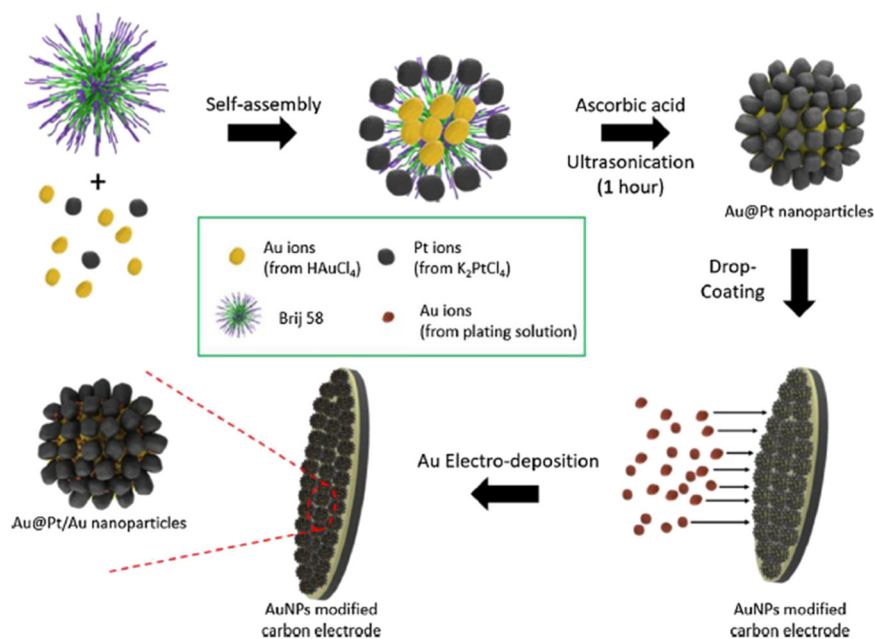 Self-assembly
Ascorbic acid
Ultrasonication
(1 hour)
+
Au@Pt nanoparticles
Au ions
(from HAuCl₄)
Pt ions
(from K₂PtCl₄)
Brij 58
Au ions
(from plating solution)
Drop-
Coating
Au Electro-deposition
Au@Pt/Au nanoparticles
AuNPs modified
carbon electrode
AuNPs modified
carbon electrode